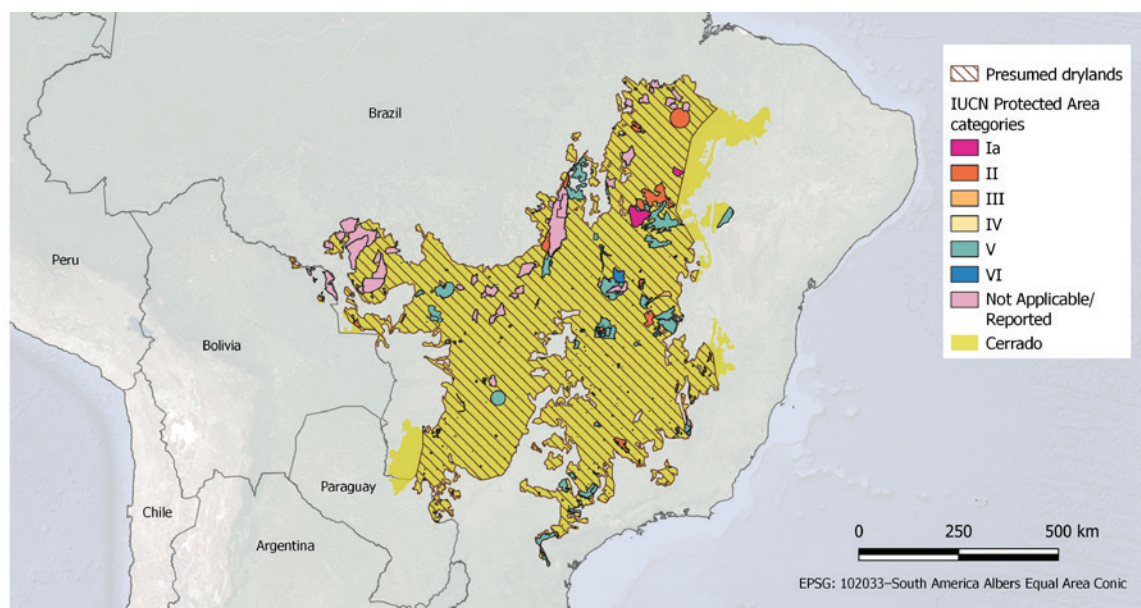 Brazil
Peru
Bolivia
Paraguay
Chile
Argentina
Presumed drylands
IUCN Protected Area
categories
Ia
II
III
IV
V
VI
Not Applicable/
Reported
Cerrado
0 250 500 km
EPSG: 102033–South America Albers Equal Area Conic